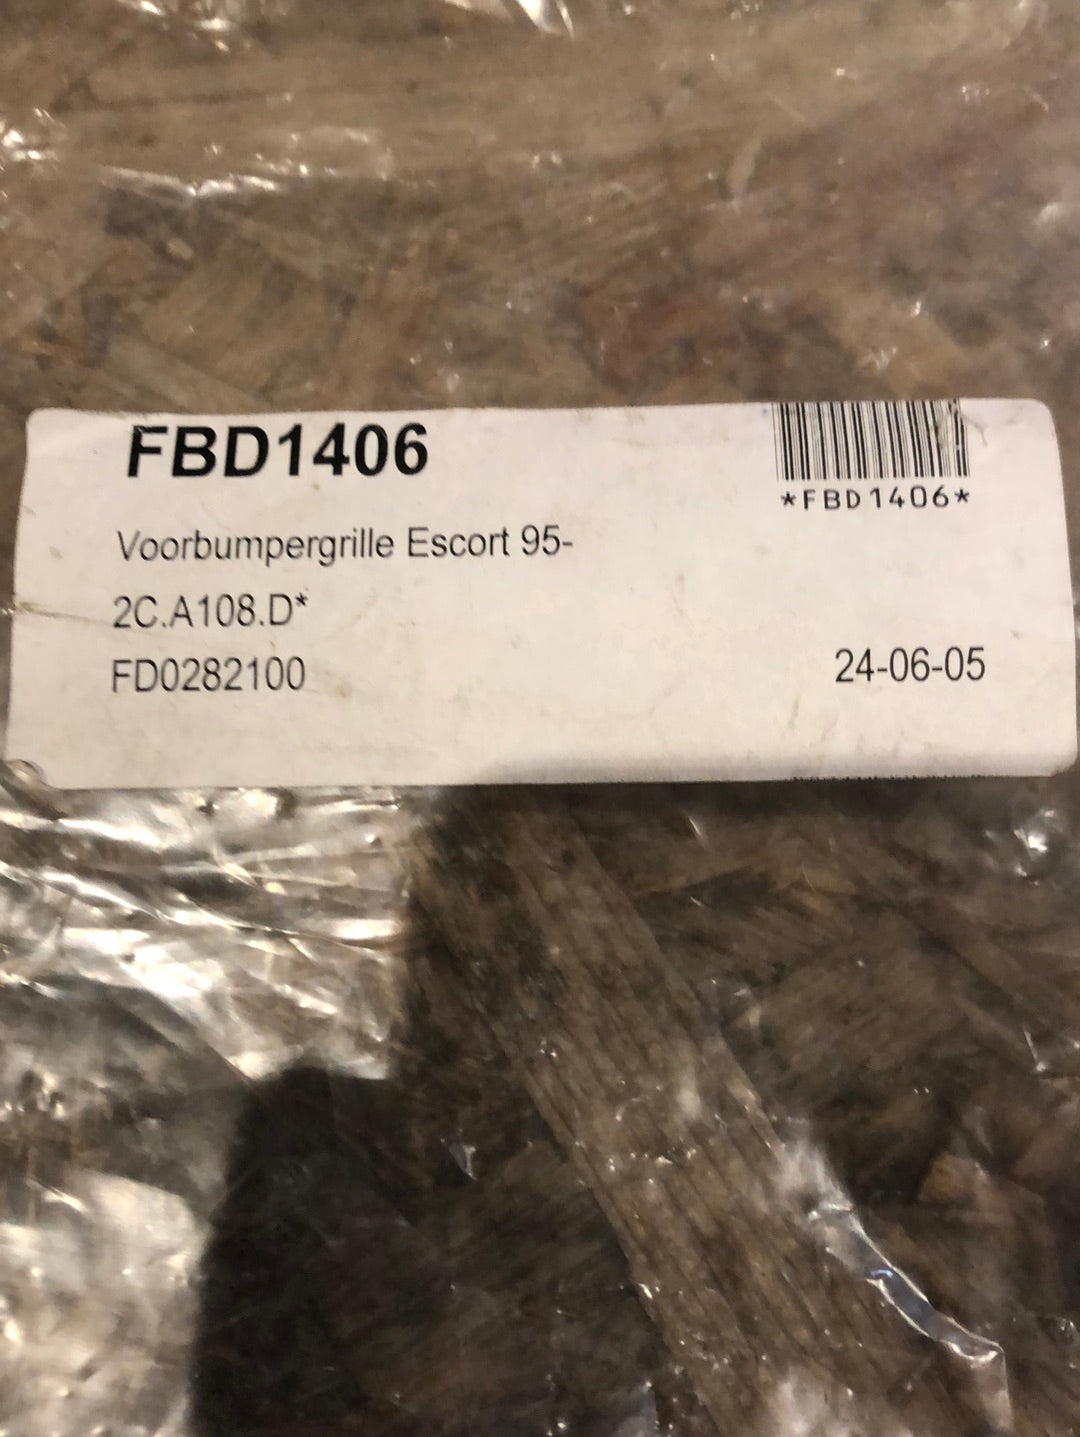 FBD1406
*FBD1406*
Voorbumpergrille Escort 95-
2C.A108.D*
FD0282100
24-06-05